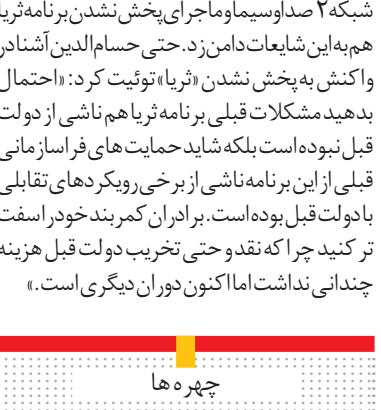 شبکه۲ صداوسیما و ماجرای پخش نشدن برنامه ثریا
هم به این شایعات دامن زد. حتی حسام الدین آشنا در
واکنش به پخش نشدن «ثریا» توئیت کرد: «احتمال
بدهید مشکلات قبلی برنامه ثریا هم ناشی از دولت
قبل نبوده است بلکه شاید حمایت های فراسازمانی
قبلی از این برنامه ناشی از برخی رویکردهای تقابلی
با دولت قبل بوده است. برادران کمربند خود را سفت
تر کنید چرا که نقد و حتی تخریب دولت قبل هزینه
چندانی نداشت اما اکنون دوران دیگری است.»
چهره ها